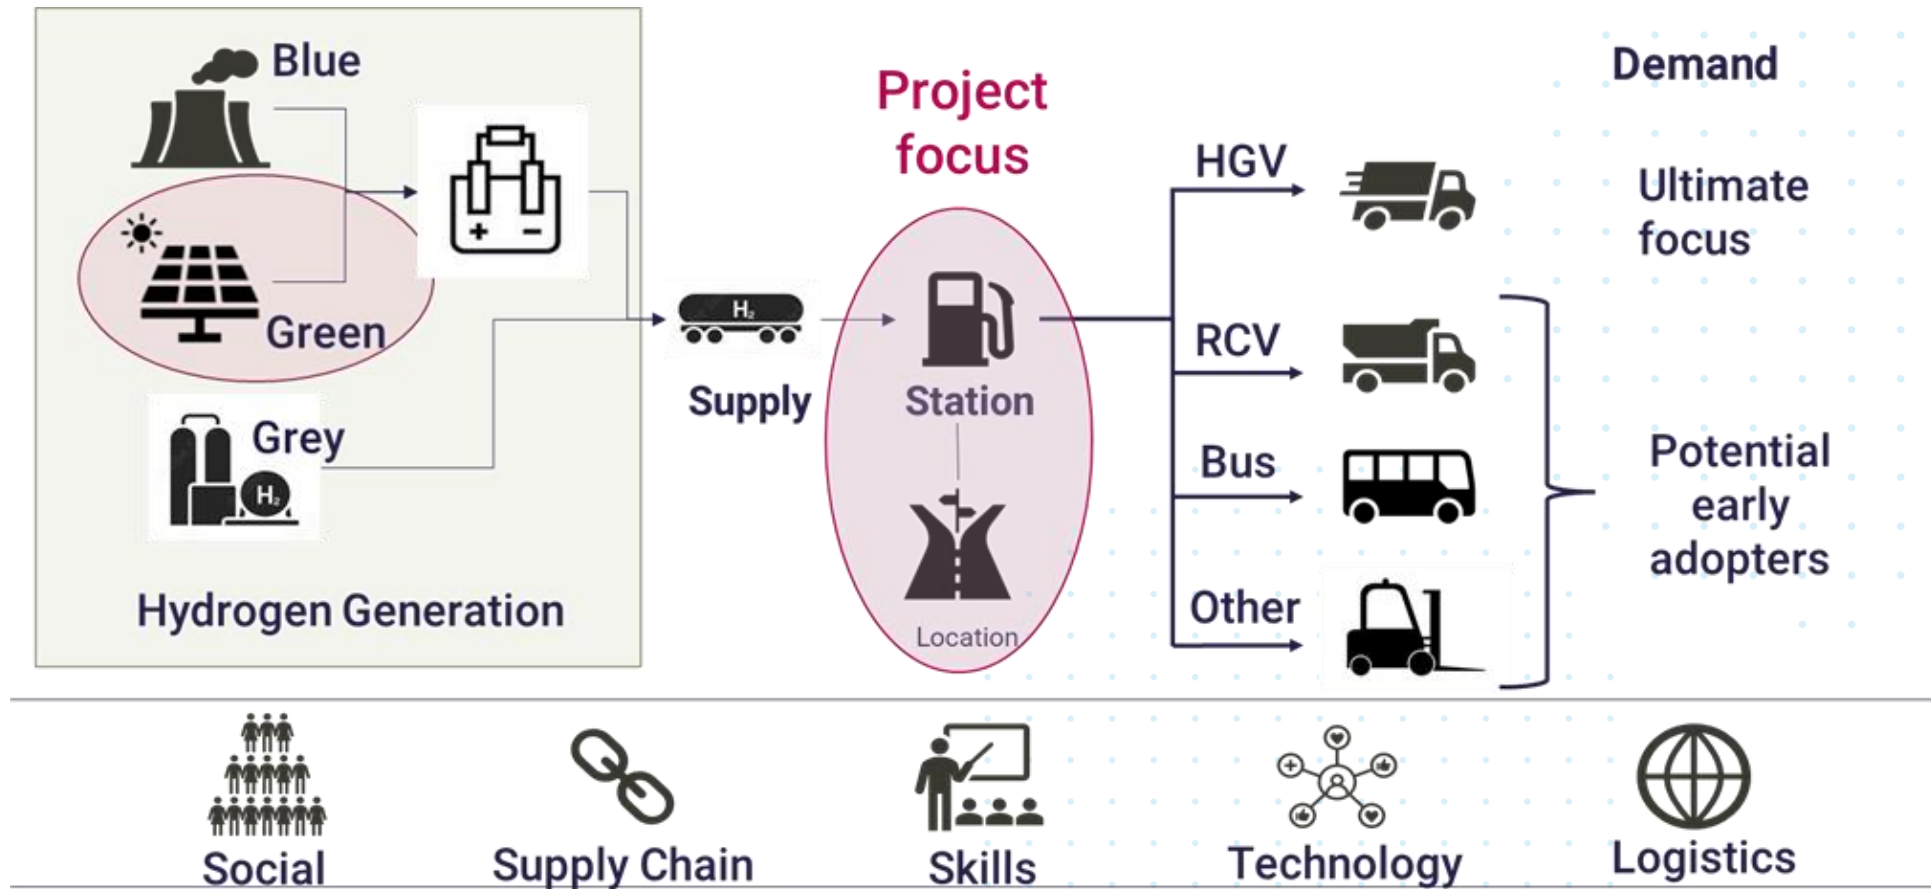 Blue
Green
Grey
H₂
Hydrogen Generation
+ −
H₂
Supply
Project
focus
Station
Location
HGV
RCV
Bus
Other
Demand
Ultimate
focus
Potential
early
adopters
Social
Supply Chain
Skills
Technology
Logistics